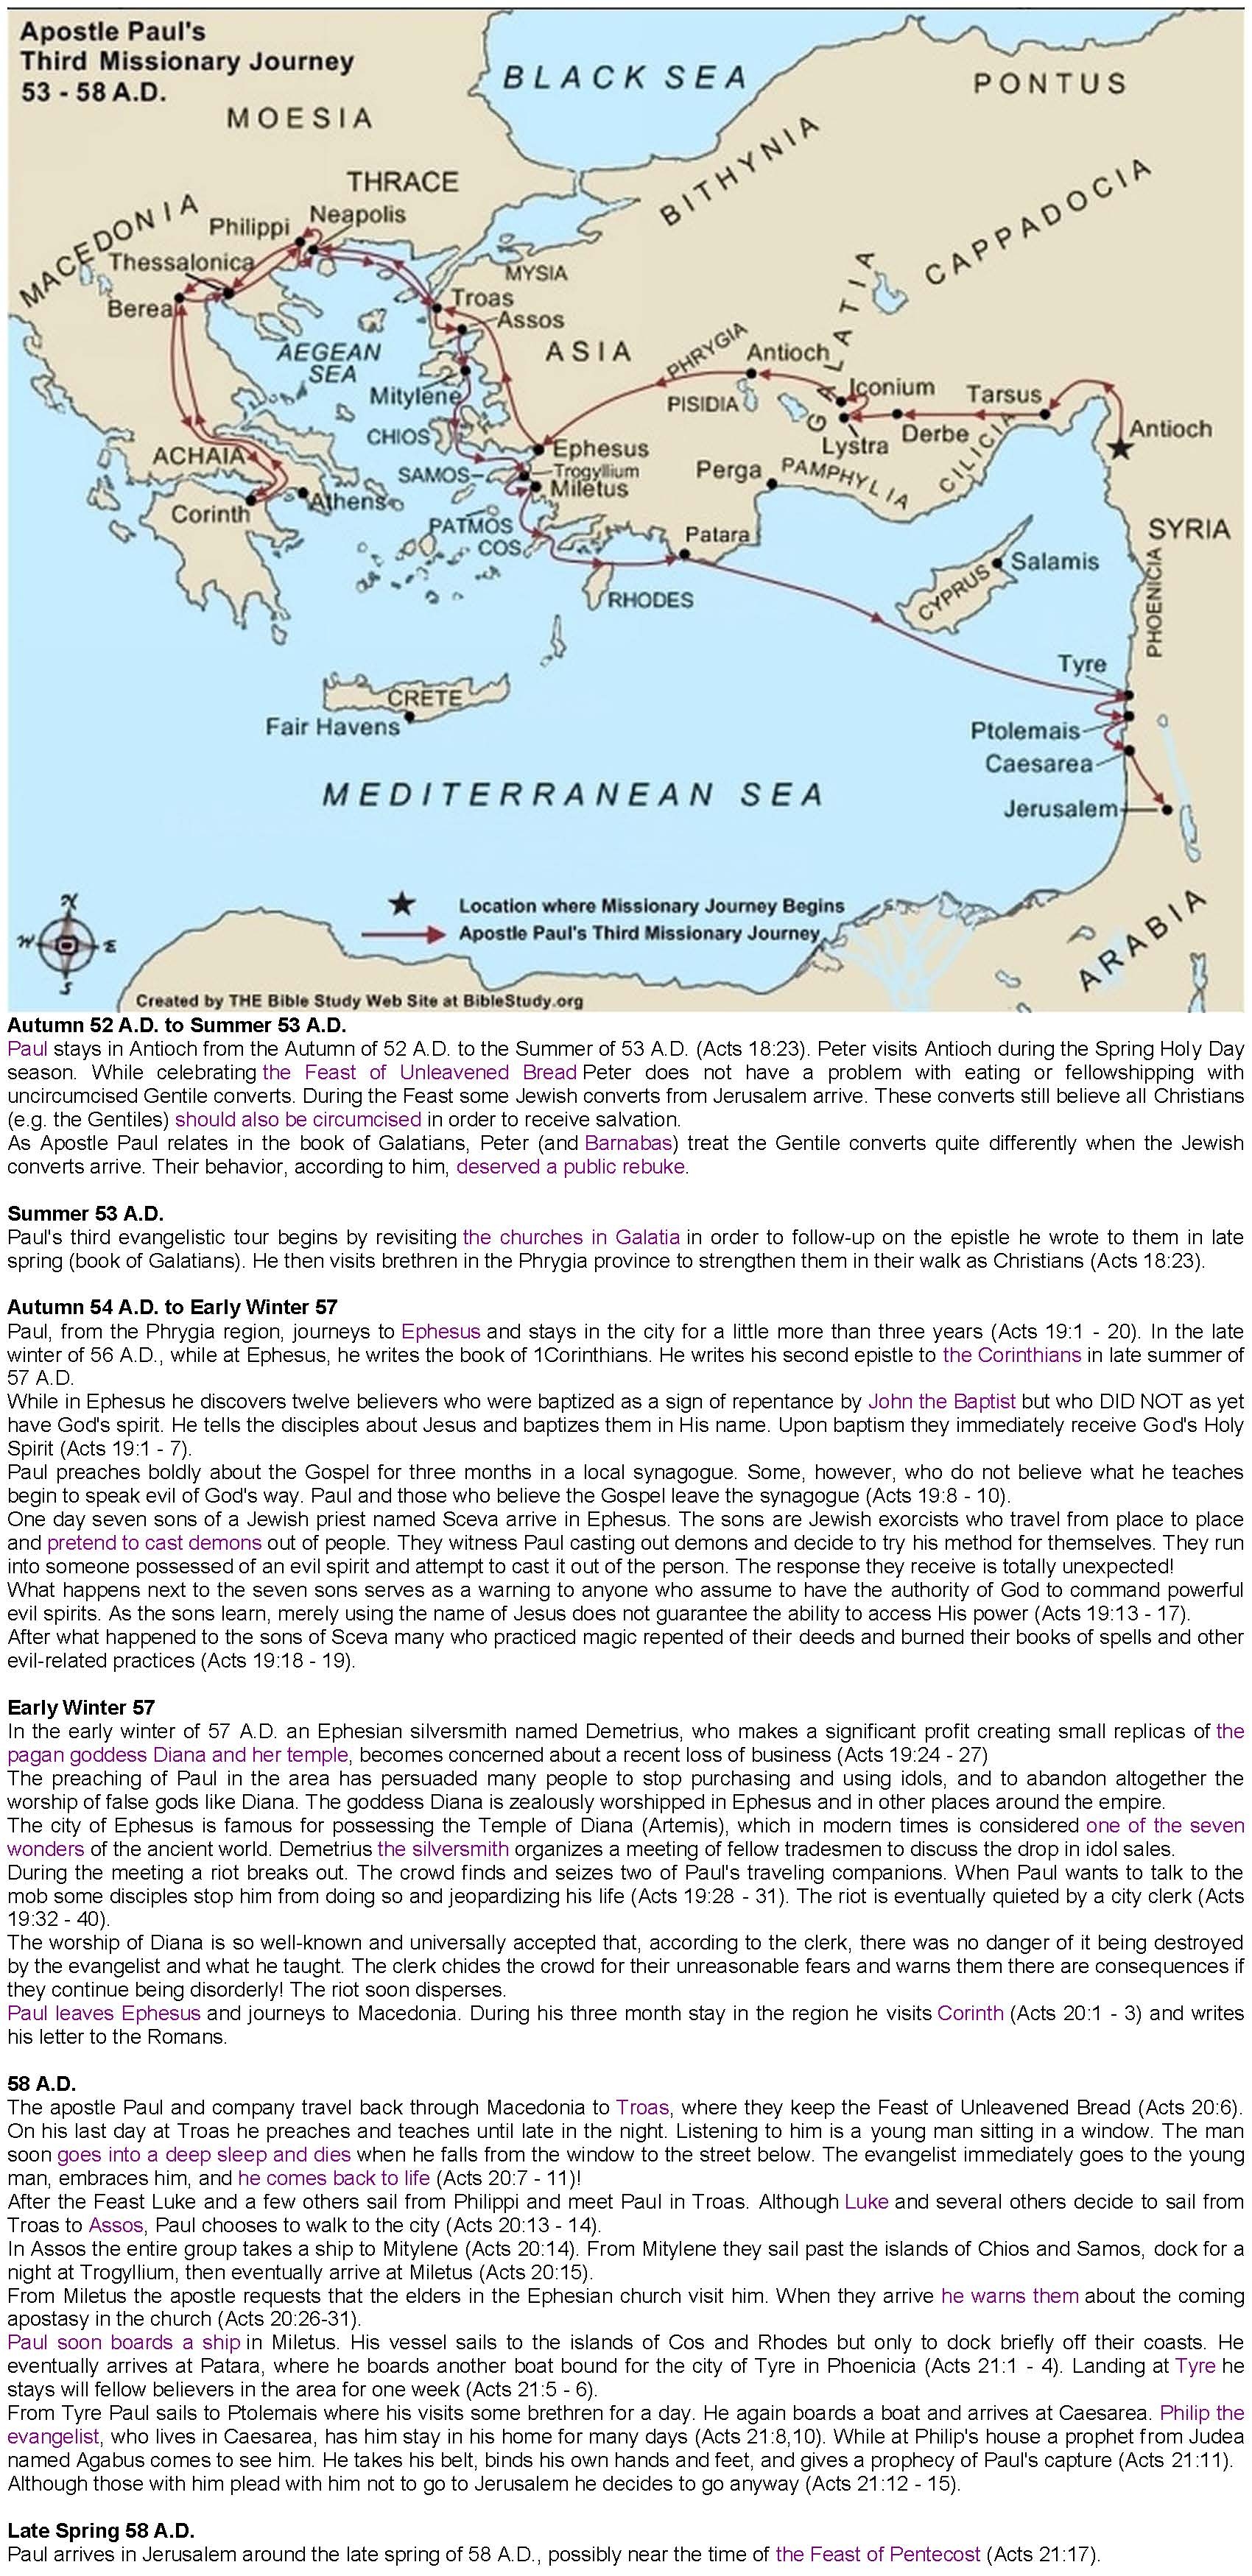 Apostle Paul's
Third Missionary Journey
53 - 58 A.D.
BLACK SEA
PONTUS
MOESIA
BITHYNIA
THRACE
CAPPADOCIA
MACEDONIA
Philippi
Neapolis
Thessalonica
GALATIA
MYSIA
Berea
Troas
Assos
AEGEAN
SEA
ASIA
PHRYGIA
Antioch
Mitylene
PISIDIA
Iconium
Tarsus
CHIOS
Lystra
Derbe
CILICIA
Antioch
ACHAIA
Ephesus
SAMOS
Trogyllium
Miletus
Perga
PAMPHYLIA
Corinth
Athens
PATMOS
COS
Patara
SYRIA
Salamis
CYPRUS
RHODES
PHOENICIA
Tyre
CRETE
Fair Havens
Ptolemais
Caesarea
MEDITERRANEAN SEA
Jerusalem
N
W
E
S
Location where Missionary Journey Begins
Apostle Paul's Third Missionary Journey
ARABIA
Created by THE Bible Study Web Site at BibleStudy.org
Autumn 52 A.D. to Summer 53 A.D.
Paul stays in Antioch from the Autumn of 52 A.D. to the Summer of 53 A.D. (Acts 18:23). Peter visits Antioch during the Spring Holy Day
season. While celebrating the Feast of Unleavened Bread Peter does not have a problem with eating or fellowshipping with
uncircumcised Gentile converts. During the Feast some Jewish converts from Jerusalem arrive. These converts still believe all Christians
(e.g. the Gentiles) should also be circumcised in order to receive salvation.
As Apostle Paul relates in the book of Galatians, Peter (and Barnabas) treat the Gentile converts quite differently when the Jewish
converts arrive. Their behavior, according to him, deserved a public rebuke.
Summer 53 A.D.
Paul's third evangelistic tour begins by revisiting the churches in Galatia in order to follow-up on the epistle he wrote to them in late
spring (book of Galatians). He then visits brethren in the Phrygia province to strengthen them in their walk as Christians (Acts 18:23).
Autumn 54 A.D. to Early Winter 57
Paul, from the Phrygia region, journeys to Ephesus and stays in the city for a little more than three years (Acts 19:1 - 20). In the late
winter of 56 A.D., while at Ephesus, he writes the book of 1Corinthians. He writes his second epistle to the Corinthians in late summer of
57 A.D.
While in Ephesus he discovers twelve believers who were baptized as a sign of repentance by John the Baptist but who DID NOT as yet
have God's spirit. He tells the disciples about Jesus and baptizes them in His name. Upon baptism they immediately receive God's Holy
Spirit (Acts 19:1 - 7).
Paul preaches boldly about the Gospel for three months in a local synagogue. Some, however, who do not believe what he teaches
begin to speak evil of God's way. Paul and those who believe the Gospel leave the synagogue (Acts 19:8 - 10).
One day seven sons of a Jewish priest named Sceva arrive in Ephesus. The sons are Jewish exorcists who travel from place to place
and pretend to cast demons out of people. They witness Paul casting out demons and decide to try his method for themselves. They run
into someone possessed of an evil spirit and attempt to cast it out of the person. The response they receive is totally unexpected!
What happens next to the seven sons serves as a warning to anyone who assume to have the authority of God to command powerful
evil spirits. As the sons learn, merely using the name of Jesus does not guarantee the ability to access His power (Acts 19:13 - 17).
After what happened to the sons of Sceva many who practiced magic repented of their deeds and burned their books of spells and other
evil-related practices (Acts 19:18 - 19).
Early Winter 57
In the early winter of 57 A.D. an Ephesian silversmith named Demetrius, who makes a significant profit creating small replicas of the
pagan goddess Diana and her temple, becomes concerned about a recent loss of business (Acts 19:24 - 27)
The preaching of Paul in the area has persuaded many people to stop purchasing and using idols, and to abandon altogether the
worship of false gods like Diana. The goddess Diana is zealously worshipped in Ephesus and in other places around the empire.
The city of Ephesus is famous for possessing the Temple of Diana (Artemis), which in modern times is considered one of the seven
wonders of the ancient world. Demetrius the silversmith organizes a meeting of fellow tradesmen to discuss the drop in idol sales.
During the meeting a riot breaks out. The crowd finds and seizes two of Paul's traveling companions. When Paul wants to talk to the
mob some disciples stop him from doing so and jeopardizing his life (Acts 19:28 - 31). The riot is eventually quieted by a city clerk (Acts
19:32 - 40).
The worship of Diana is so well-known and universally accepted that, according to the clerk, there was no danger of it being destroyed
by the evangelist and what he taught. The clerk chides the crowd for their unreasonable fears and warns them there are consequences if
they continue being disorderly! The riot soon disperses.
Paul leaves Ephesus and journeys to Macedonia. During his three month stay in the region he visits Corinth (Acts 20:1 - 3) and writes
his letter to the Romans.
58 A.D.
The apostle Paul and company travel back through Macedonia to Troas, where they keep the Feast of Unleavened Bread (Acts 20:6).
On his last day at Troas he preaches and teaches until late in the night. Listening to him is a young man sitting in a window. The man
soon goes into a deep sleep and dies when he falls from the window to the street below. The evangelist immediately goes to the young
man, embraces him, and he comes back to life (Acts 20:7 - 11)!
After the Feast Luke and a few others sail from Philippi and meet Paul in Troas. Although Luke and several others decide to sail from
Troas to Assos, Paul chooses to walk to the city (Acts 20:13 - 14).
In Assos the entire group takes a ship to Mitylene (Acts 20:14). From Mitylene they sail past the islands of Chios and Samos, dock for a
night at Trogyllium, then eventually arrive at Miletus (Acts 20:15).
From Miletus the apostle requests that the elders in the Ephesian church visit him. When they arrive he warns them about the coming
apostasy in the church (Acts 20:26-31).
Paul soon boards a ship in Miletus. His vessel sails to the islands of Cos and Rhodes but only to dock briefly off their coasts. He
eventually arrives at Patara, where he boards another boat bound for the city of Tyre in Phoenicia (Acts 21:1 - 4). Landing at Tyre he
stays will fellow believers in the area for one week (Acts 21:5 - 6).
From Tyre Paul sails to Ptolemais where his visits some brethren for a day. He again boards a boat and arrives at Caesarea. Philip the
evangelist, who lives in Caesarea, has him stay in his home for many days (Acts 21:8,10). While at Philip's house a prophet from Judea
named Agabus comes to see him. He takes his belt, binds his own hands and feet, and gives a prophecy of Paul's capture (Acts 21:11).
Although those with him plead with him not to go to Jerusalem he decides to go anyway (Acts 21:12 - 15).
Late Spring 58 A.D.
Paul arrives in Jerusalem around the late spring of 58 A.D., possibly near the time of the Feast of Pentecost (Acts 21:17).